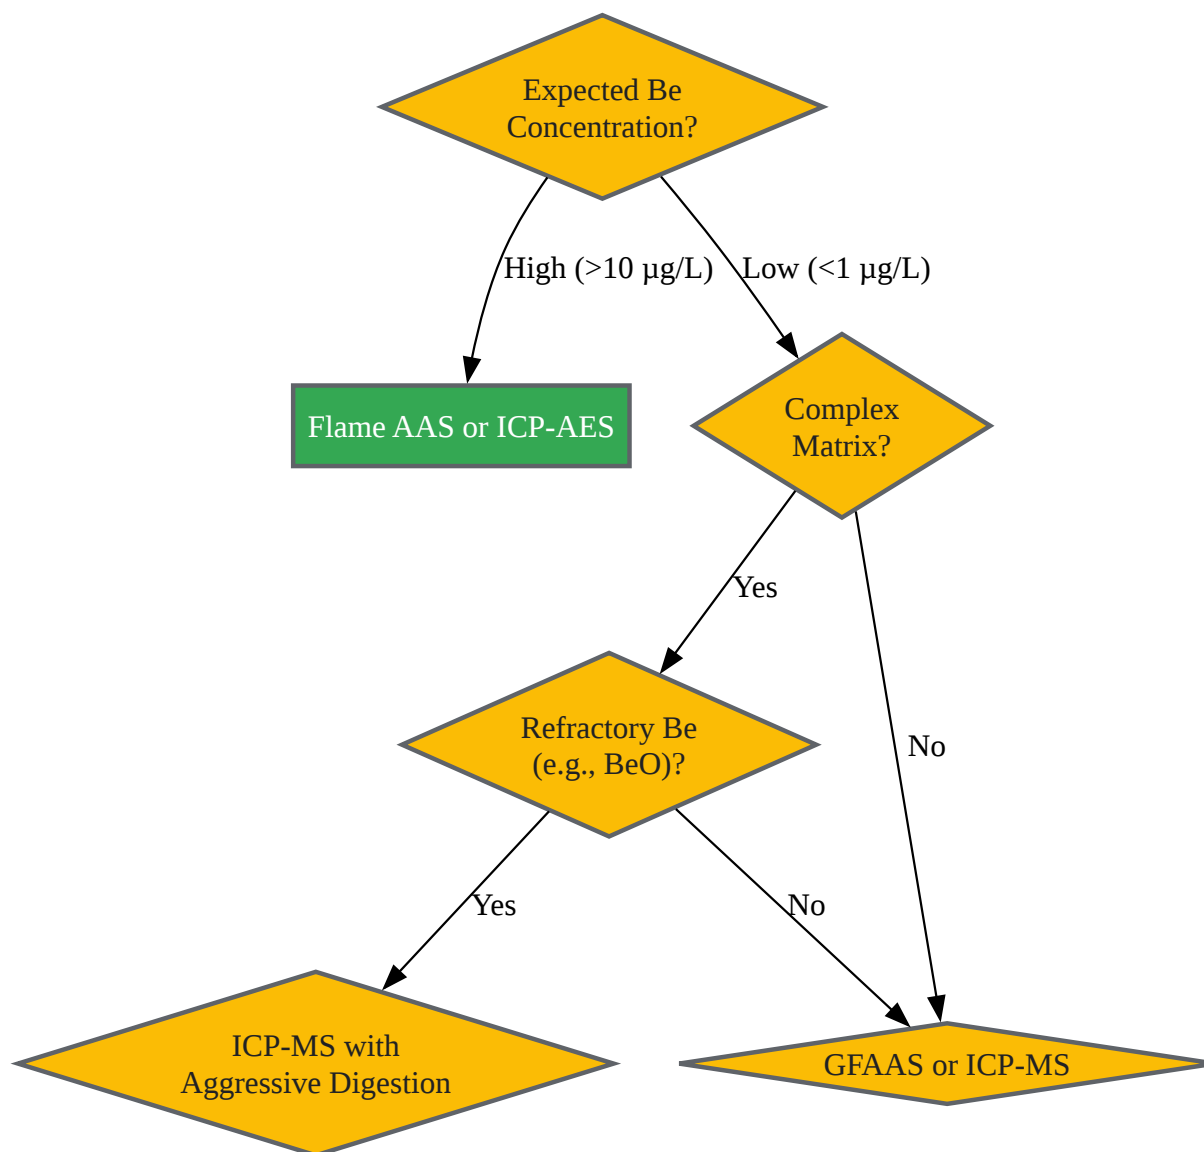 Expected Be
Concentration?
High (>10 µg/L)
Low (<1 µg/L)
Flame AAS or ICP-AES
Complex
Matrix?
Yes
No
Refractory Be
(e.g., BeO)?
Yes
No
ICP-MS with
Aggressive Digestion
GFAAS or ICP-MS